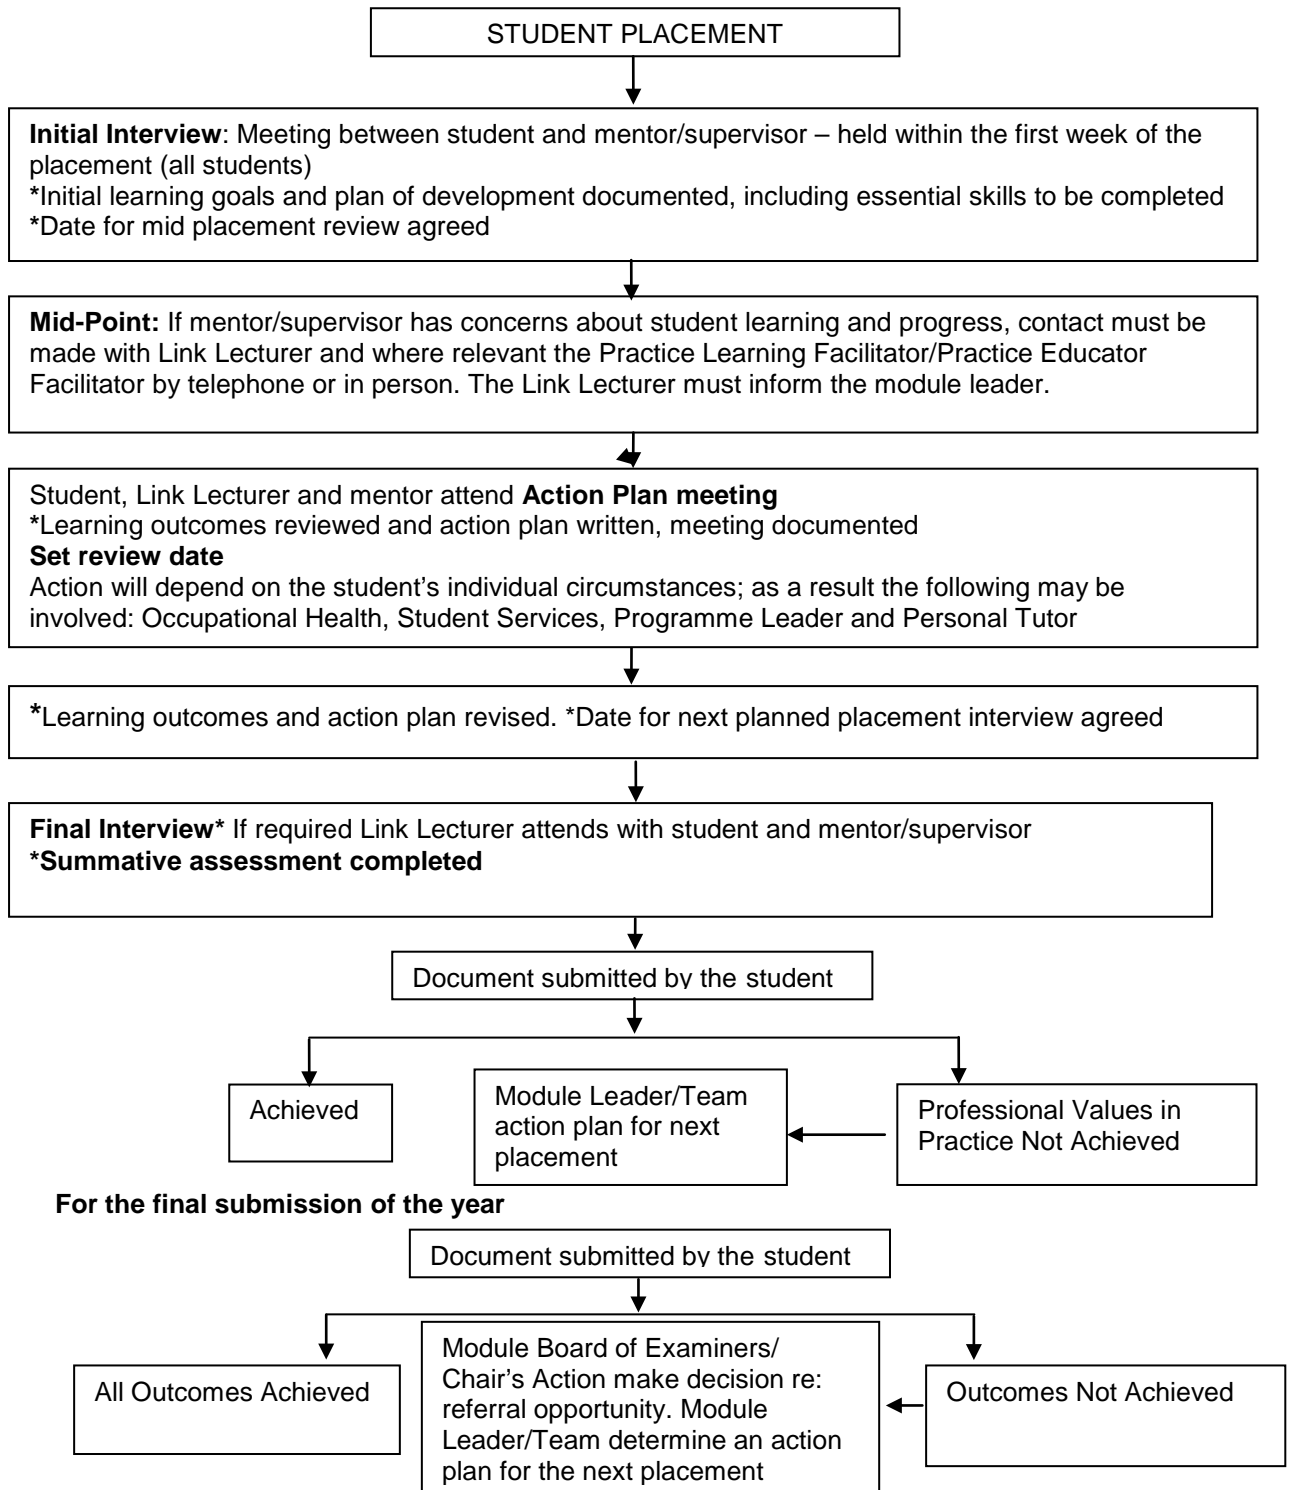 STUDENT PLACEMENT
Initial Interview: Meeting between student and mentor/supervisor – held within the first week of the
placement (all students)
*Initial learning goals and plan of development documented, including essential skills to be completed
*Date for mid placement review agreed
Mid-Point: If mentor/supervisor has concerns about student learning and progress, contact must be
made with Link Lecturer and where relevant the Practice Learning Facilitator/Practice Educator
Facilitator by telephone or in person. The Link Lecturer must inform the module leader.
Student, Link Lecturer and mentor attend Action Plan meeting
*Learning outcomes reviewed and action plan written, meeting documented
Set review date
Action will depend on the student’s individual circumstances; as a result the following may be
involved: Occupational Health, Student Services, Programme Leader and Personal Tutor
*Learning outcomes and action plan revised. *Date for next planned placement interview agreed
Final Interview* If required Link Lecturer attends with student and mentor/supervisor
*Summative assessment completed
Document submitted by the student
Achieved
Module Leader/Team
action plan for next
placement
Professional Values in
Practice Not Achieved
For the final submission of the year
Document submitted by the student
All Outcomes Achieved
Module Board of Examiners/
Chair’s Action make decision re:
referral opportunity. Module
Leader/Team determine an action
plan for the next placement
Outcomes Not Achieved